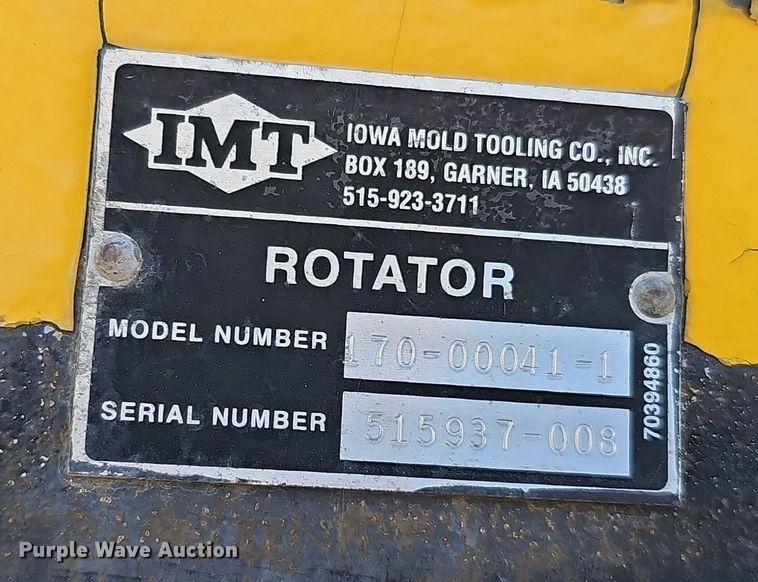 IMT
IOWA MOLD TOOLING CO., INC.
BOX 189, GARNER, IA 50438
515-923-3711
ROTATOR
MODEL NUMBER 170-00041-1
SERIAL NUMBER 515937-008
70394860
Purple Wave Auction